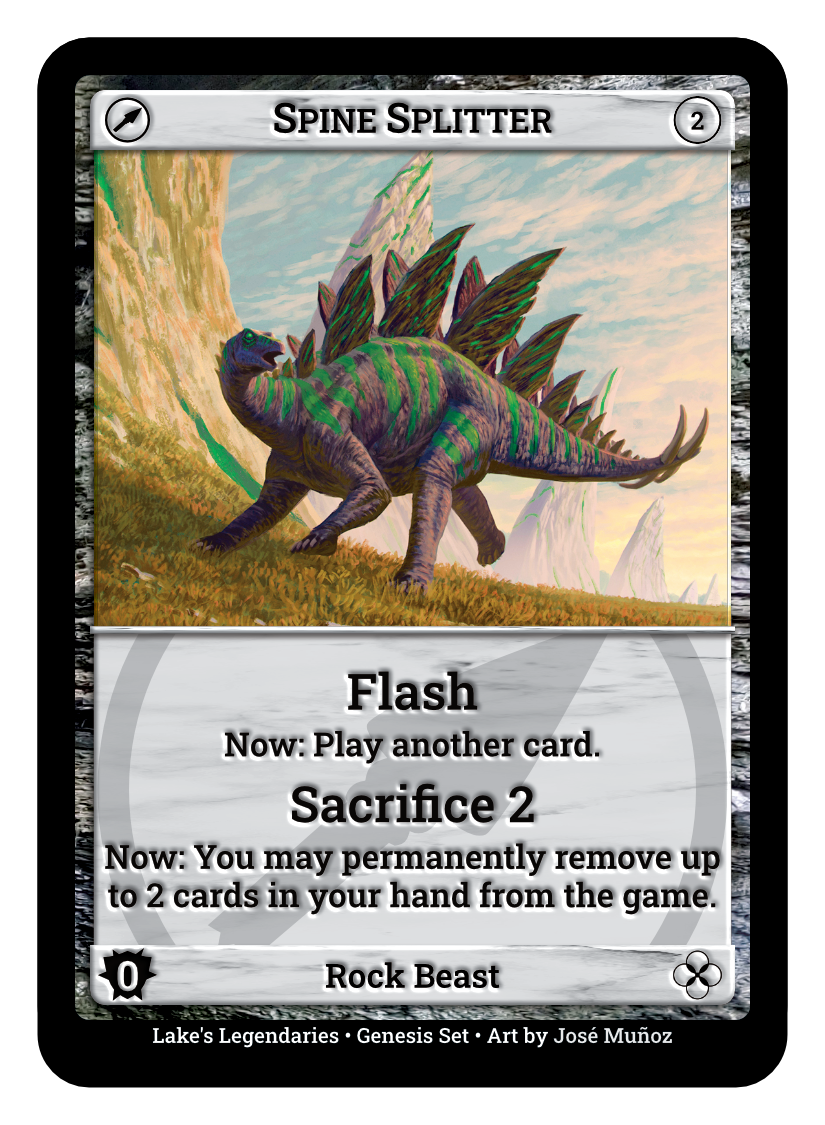 Spine Splitter
2
Flash
Now: Play another card.
Sacrifice 2
Now: You may permanently remove up
to 2 cards in your hand from the game.
0
Rock Beast
Lake's Legendaries • Genesis Set • Art by José Muñoz